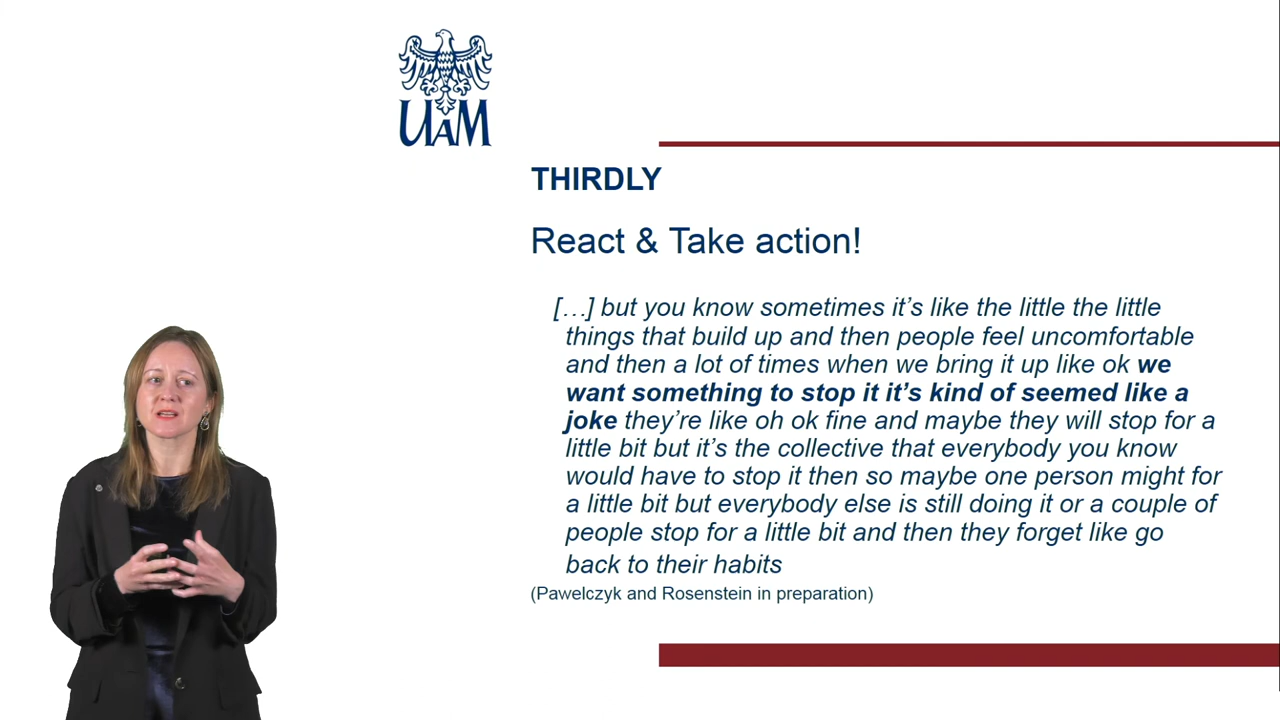 UAM
THIRDLY
React & Take action!
[…] but you know sometimes it’s like the little the little
things that build up and then people feel uncomfortable
and then a lot of times when we bring it up like ok we
want something to stop it it’s kind of seemed like a
joke they’re like oh ok fine and maybe they will stop for a
little bit but it’s the collective that everybody you know
would have to stop it then so maybe one person might for
a little bit but everybody else is still doing it or a couple of
people stop for a little bit and then they forget like go
back to their habits
(Pawelczyk and Rosenstein in preparation)